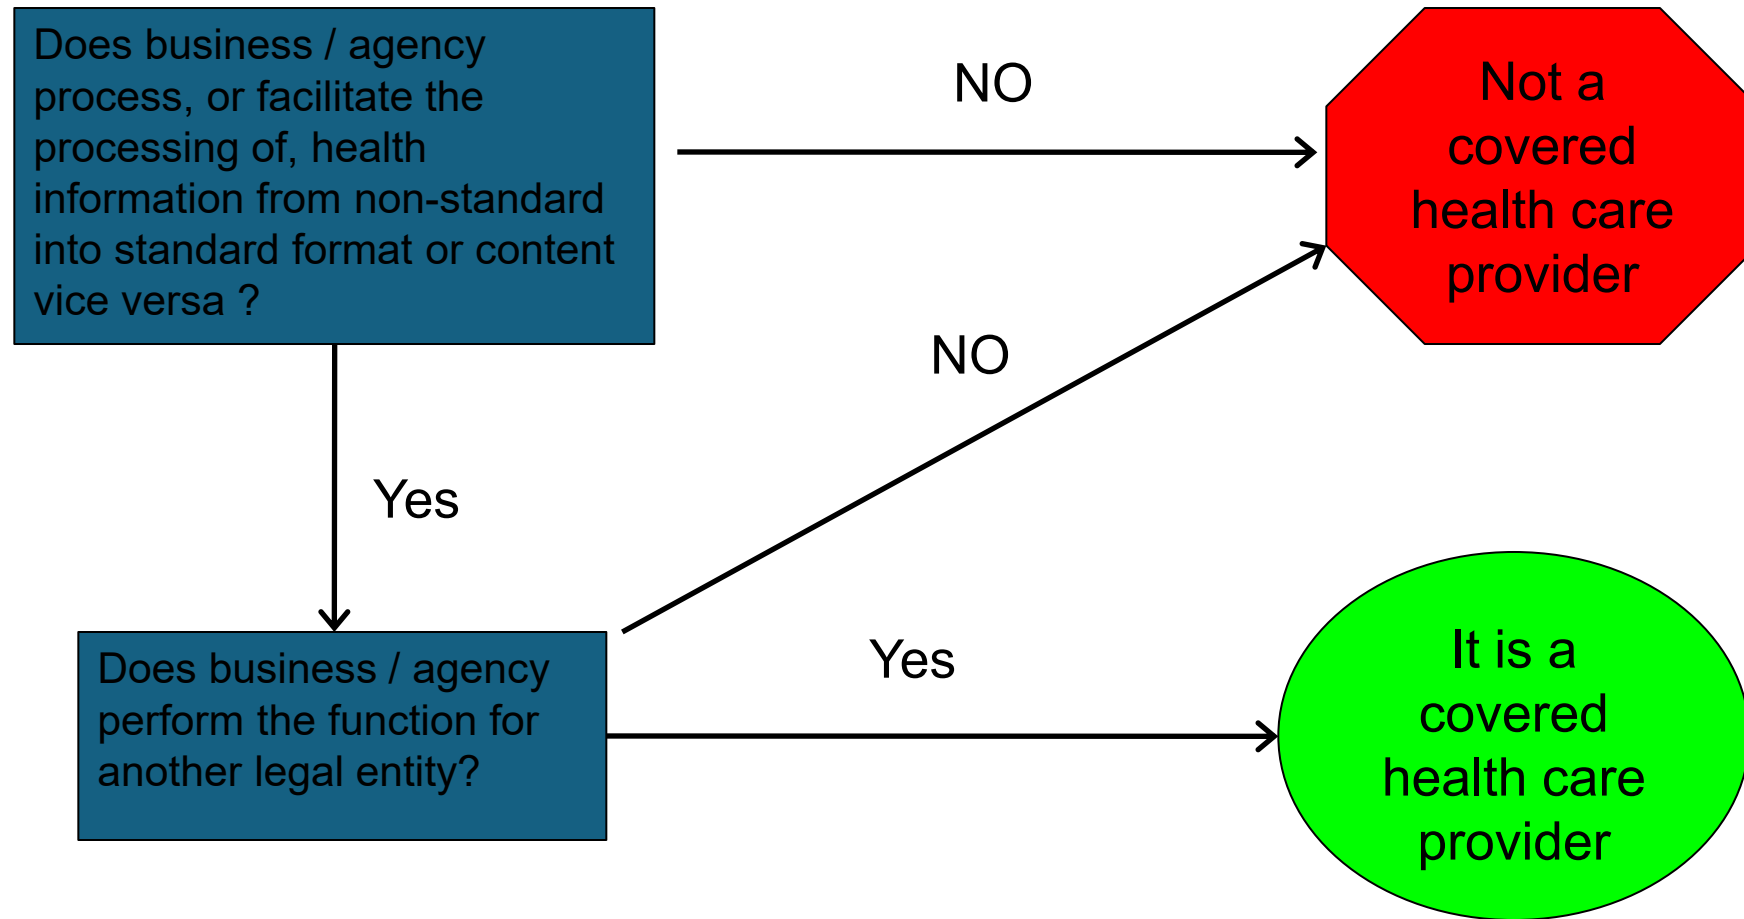 Does business / agency
process, or facilitate the
processing of, health
information from non-standard
into standard format or content
vice versa ?
NO
Not a
covered
health care
provider
NO
Yes
Does business / agency
perform the function for
another legal entity?
Yes
It is a
covered
health care
provider